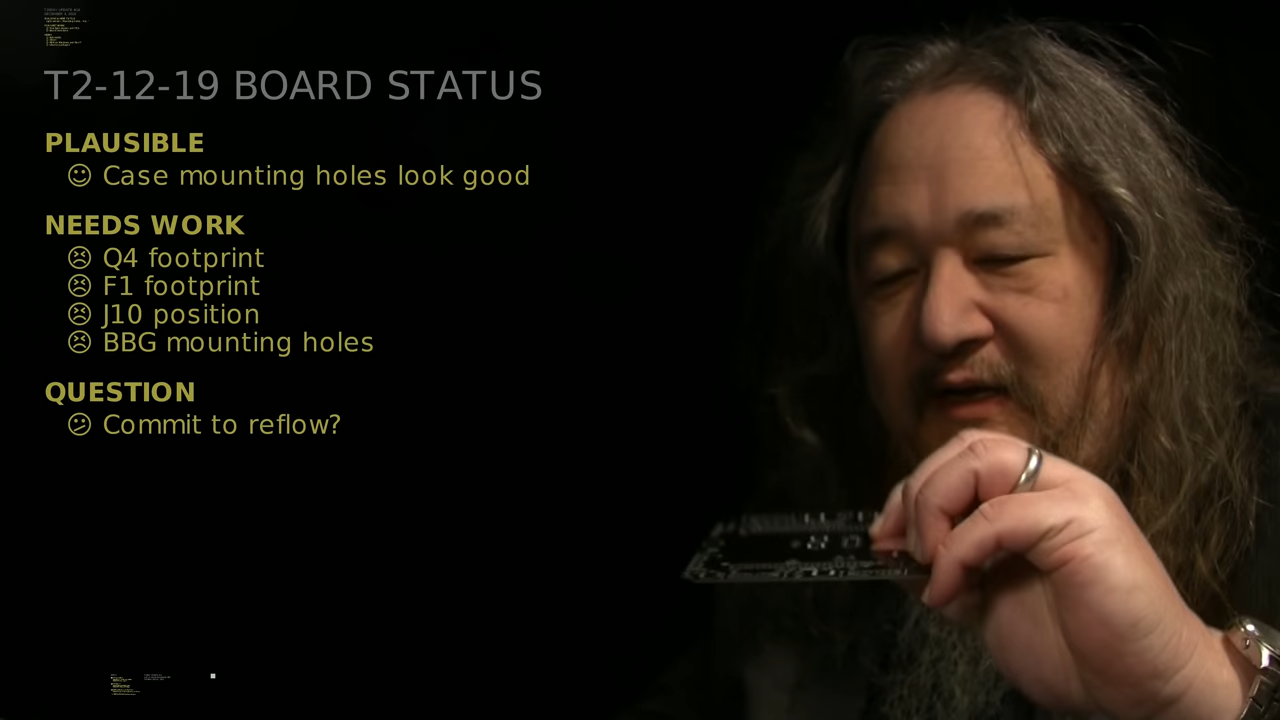 T2-12-19 BOARD STATUS
PLAUSIBLE
☺ Case mounting holes look good
NEEDS WORK
☹ Q4 footprint
☹ F1 footprint
☹ J10 position
☹ BBG mounting holes
QUESTION
🫤 Commit to reflow?